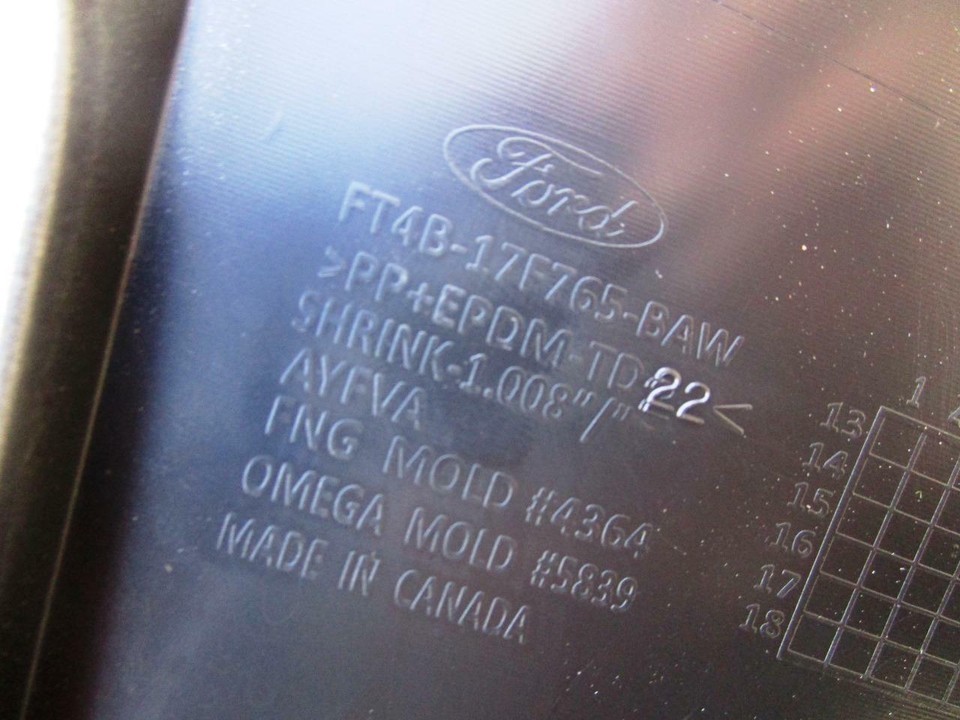 Ford
FT4B-17F765-BAW
>PP+EPDM-TD22<
SHRINK-1.008"/"
AYFVA
FNG MOLD #4364
OMEGA MOLD #5839
MADE IN CANADA
1
13
14
15
16
17
18